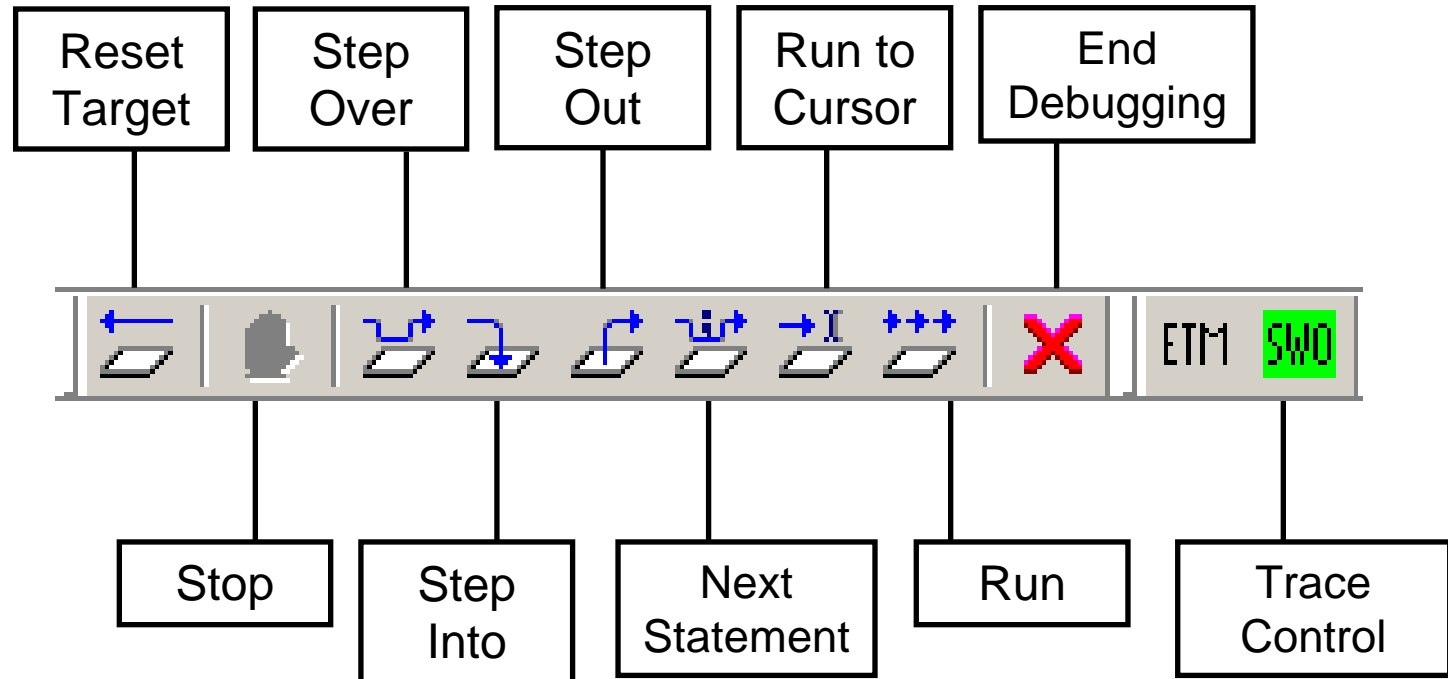 Reset
Target
Step
Over
Step
Out
Run to
Cursor
End
Debugging
ETM
SWO
Stop
Step
Into
Next
Statement
Run
Trace
Control